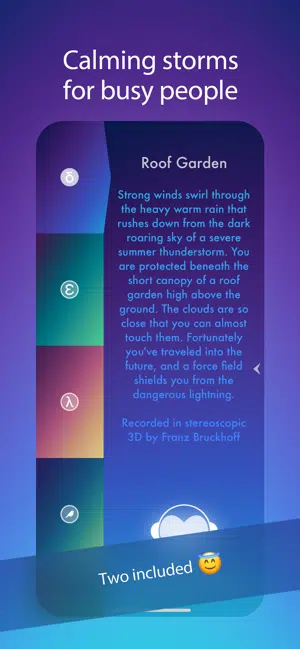 Calming storms
for busy people
Roof Garden
Strong winds swirl through
the heavy warm rain that
rushes down from the dark
roaring sky of a severe
summer thunderstorm. You
are protected beneath the
short canopy of a roof
garden high above the
ground. The clouds are so
close that you can almost
touch them. Fortunately
you've traveled into the
future, and a force field
shields you from the
dangerous lightning.
Recorded in stereoscopic
3D by Franz Bruckhoff
δ
ε
λ
Two included 😇